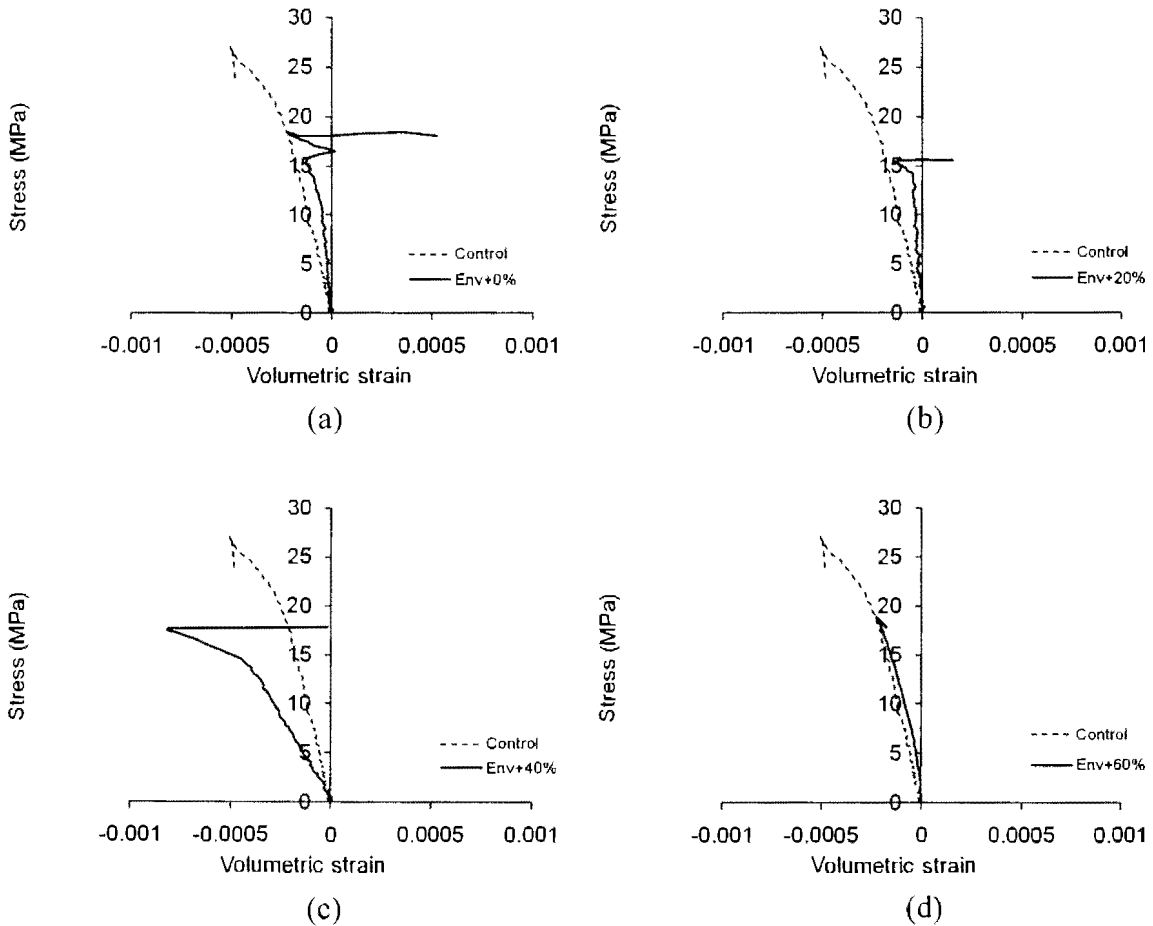 Stress (MPa)
30
25
20
15
10
5
0
Control
Env+0%
-0.001 -0.0005 0 0.0005 0.001
Volumetric strain
(a)
Stress (MPa)
30
25
20
15
10
5
0
Control
Env+20%
-0.001 -0.0005 0 0.0005 0.001
Volumetric strain
(b)
Stress (MPa)
30
25
20
15
10
5
0
Control
Env+40%
-0.001 -0.0005 0 0.0005 0.001
Volumetric strain
(c)
Stress (MPa)
30
25
20
15
10
5
0
Control
Env+60%
-0.001 -0.0005 0 0.0005 0.001
Volumetric strain
(d)